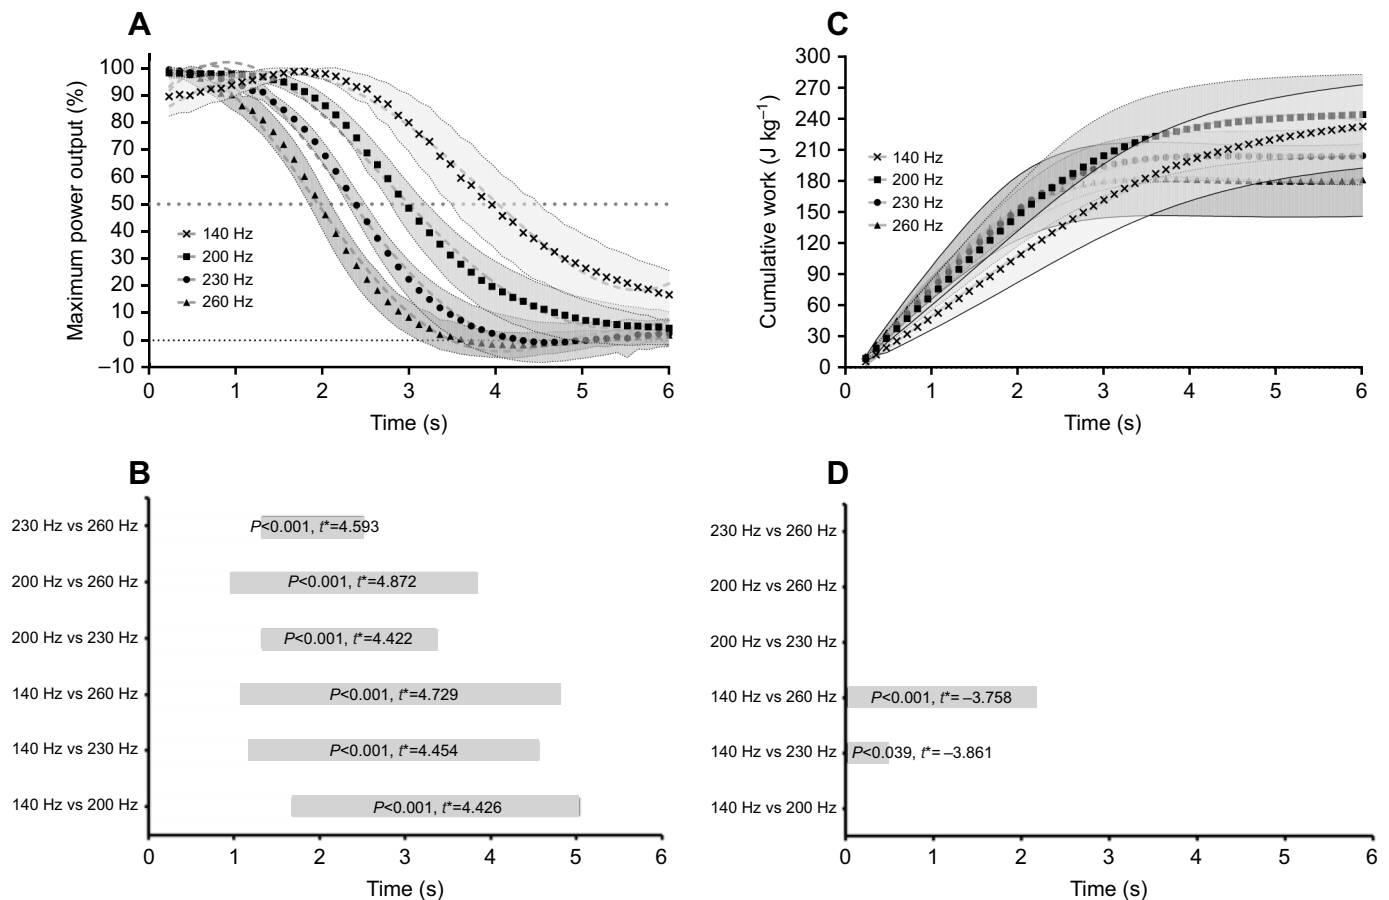 A
Maximum power output (%)
100
90
80
70
60
50
40
30
20
10
0
–10
140 Hz
200 Hz
230 Hz
260 Hz
0 1 2 3 4 5 6
Time (s)
C
Cumulative work (J kg–1)
300
270
240
210
180
150
120
90
60
30
0
140 Hz
200 Hz
230 Hz
260 Hz
0 1 2 3 4 5 6
Time (s)
B
230 Hz vs 260 Hz P<0.001, t*=4.593
200 Hz vs 260 Hz P<0.001, t*=4.872
200 Hz vs 230 Hz P<0.001, t*=4.422
140 Hz vs 260 Hz P<0.001, t*=4.729
140 Hz vs 230 Hz P<0.001, t*=4.454
140 Hz vs 200 Hz P<0.001, t*=4.426
0 1 2 3 4 5 6
Time (s)
D
230 Hz vs 260 Hz
200 Hz vs 260 Hz
200 Hz vs 230 Hz
140 Hz vs 260 Hz P<0.001, t*= –3.758
140 Hz vs 230 Hz P<0.039, t*= –3.861
140 Hz vs 200 Hz
0 1 2 3 4 5 6
Time (s)